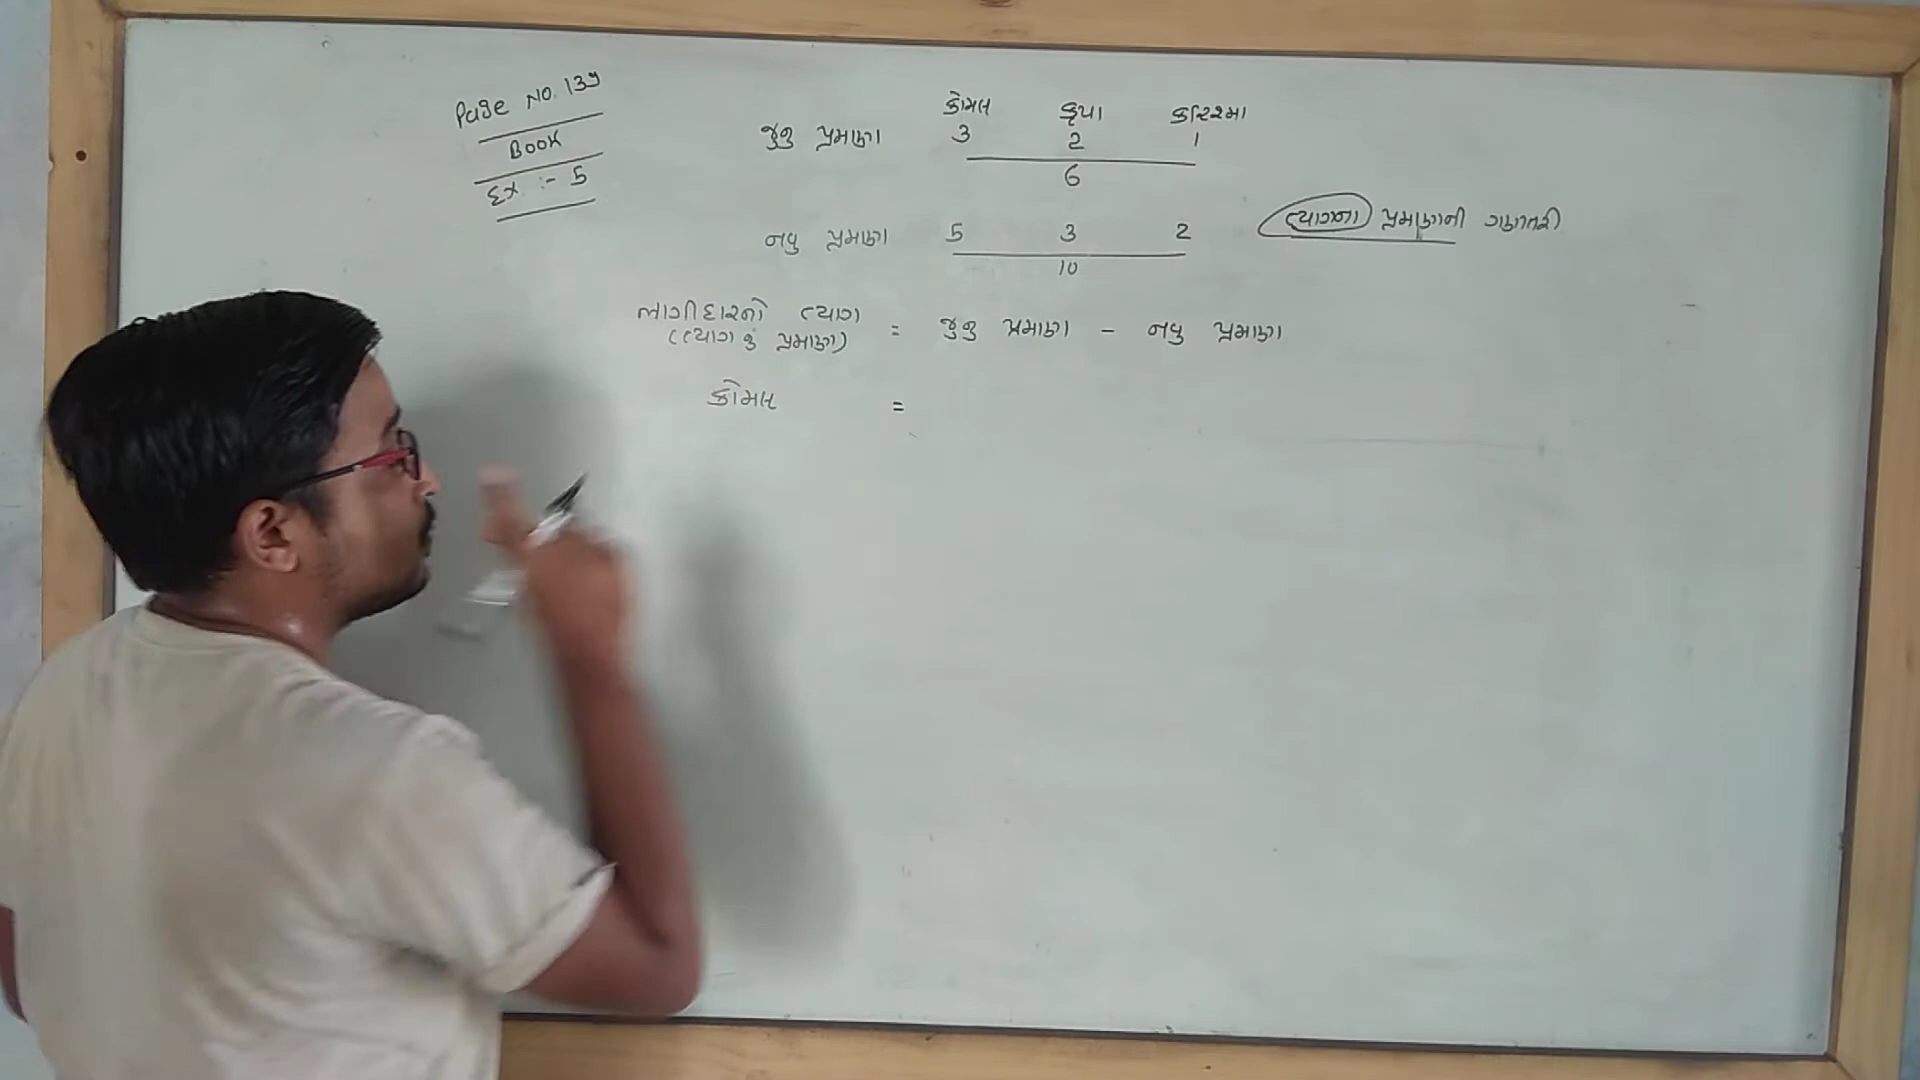 Page No. 139
Book
Ex :- 5
કોમલ ક્રૃપા કરિશ્મા
જુનુ પ્રમાણ 3 2 1
6
નવુ પ્રમાણ 5 3 2
10
ત્યાગના પ્રમાણની ગણતરી
ભાગીદારનો ત્યાગ = જુનુ પ્રમાણ - નવુ પ્રમાણ
(ત્યાગ નુ પ્રમાણ)
કોમલ =